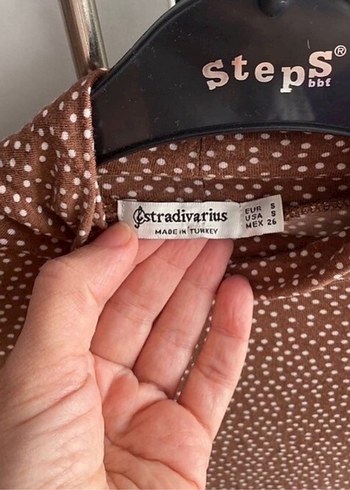 Steps®
bbf
stradivarius
MADE IN TURKEY
EUR S
USA S
MEX 26